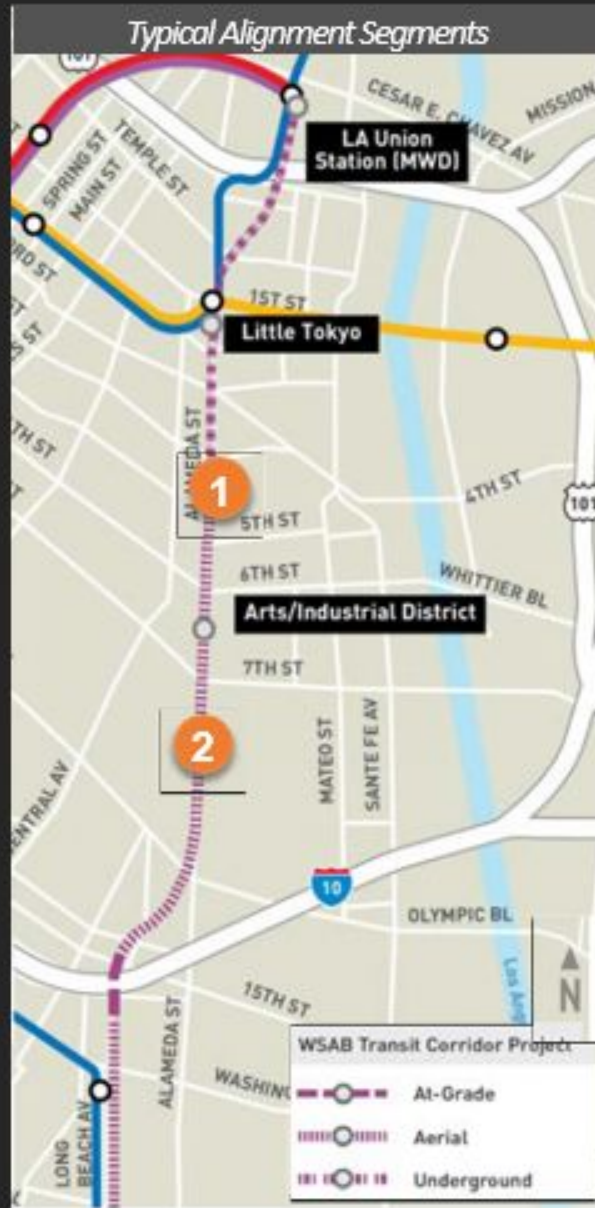 Typical Alignment Segments
101
CESAR E. CHAVEZ AV
MISSION
LA Union
Station (MWD)
TEMPLE ST
SPRING ST
MAIN ST
1ST ST
Little Tokyo
ALAMEDA ST
1
4TH ST
101
5TH ST
6TH ST
WHITTIER BL
Arts/Industrial District
7TH ST
2
MATEO ST
SANTE FE AV
10
OLYMPIC BL
N
15TH ST
ALAMEDA ST
LONG
BEACH AV
WSAB Transit Corridor Project
At-Grade
Aerial
Underground